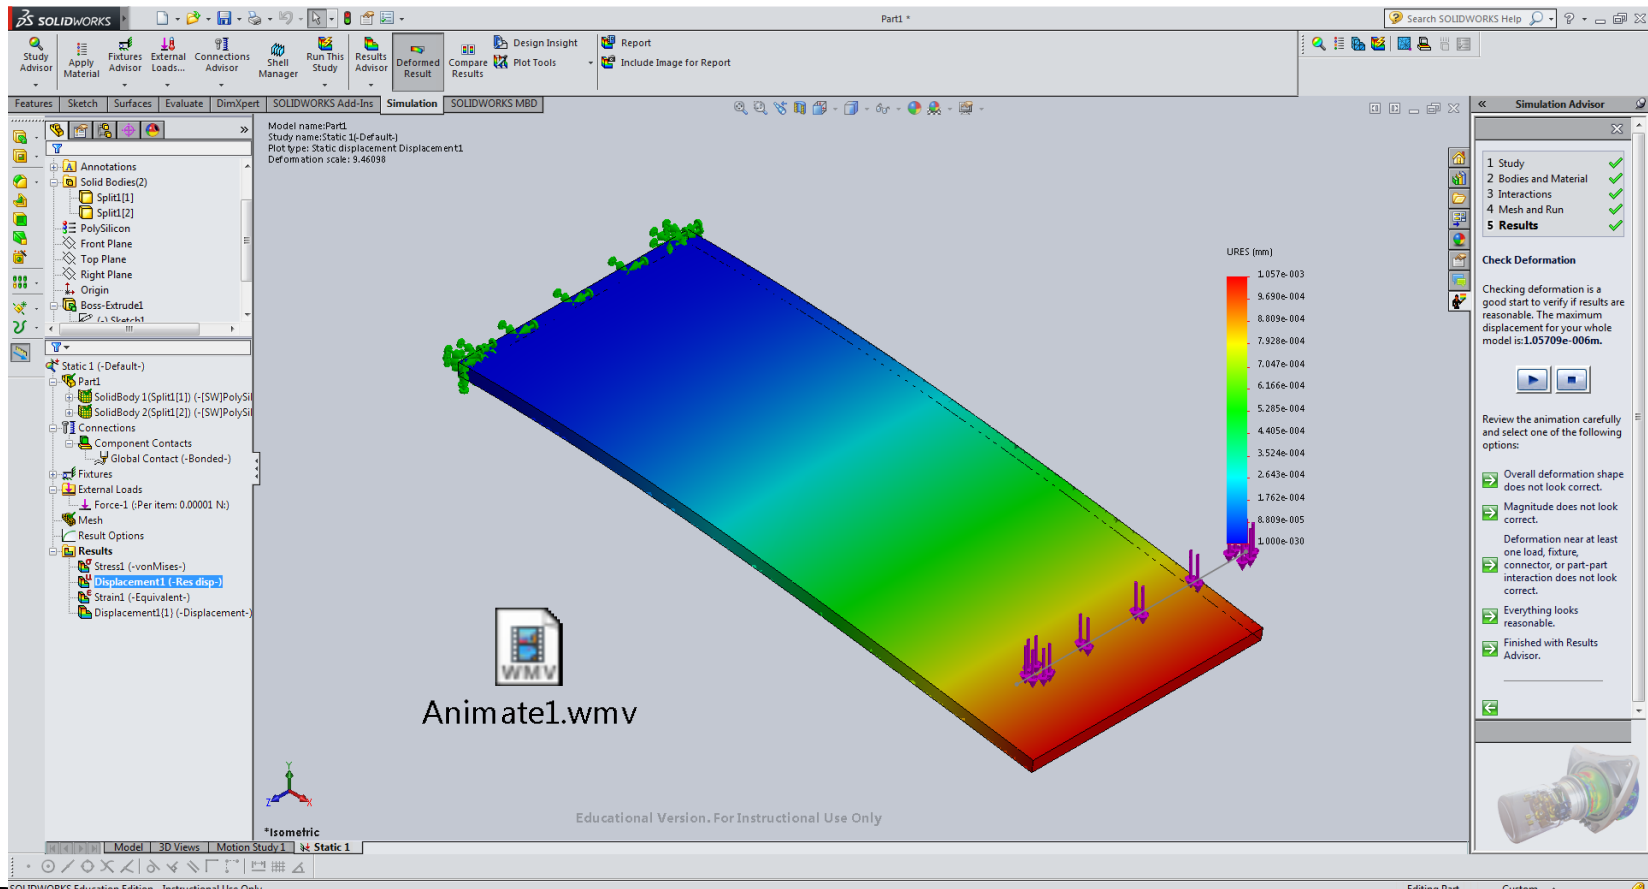 SOLIDWORKS
Part1 *
Search SOLIDWORKS Help
Study Advisor
Apply Material
Fixtures Advisor
External Loads...
Connections Advisor
Shell Manager
Run This Study
Results Advisor
Deformed Result
Compare Results
Design Insight
Plot Tools
Report
Include Image for Report
Features
Sketch
Surfaces
Evaluate
DimXpert
SOLIDWORKS Add-Ins
Simulation
SOLIDWORKS MBD
Annotations
Solid Bodies(2)
Split1[1]
Split1[2]
PolySilicon
Front Plane
Top Plane
Right Plane
Origin
Boss-Extrude1
(-) Sketch1
Static 1 (-Default-)
Part1
SolidBody 1(Split1[1]) (-[SW]PolySil
SolidBody 2(Split1[2]) (-[SW]PolySil
Connections
Component Contacts
Global Contact (-Bonded-)
Fixtures
External Loads
Force-1 (:Per item: 0.00001 N:)
Mesh
Result Options
Results
Stress1 (-vonMises-)
Displacement1 (-Res disp-)
Strain1 (-Equivalent-)
Displacement1{1} (-Displacement-)
Model name:Part1
Study name:Static 1(-Default-)
Plot type: Static displacement Displacement1
Deformation scale: 9.46098
URES (mm)
1.057e-003
9.690e-004
8.809e-004
7.928e-004
7.047e-004
6.166e-004
5.285e-004
4.405e-004
3.524e-004
2.643e-004
1.762e-004
8.809e-005
1.000e-030
WMV
Animate1.wmv
Y
Z
X
*Isometric
Educational Version. For Instructional Use Only
Simulation Advisor
1 Study
2 Bodies and Material
3 Interactions
4 Mesh and Run
5 Results
Check Deformation
Checking deformation is a
good start to verify if results are
reasonable. The maximum
displacement for your whole
model is:1.05709e-006m.
Review the animation carefully
and select one of the following
options:
Overall deformation shape
does not look correct.
Magnitude does not look
correct.
Deformation near at least
one load, fixture,
connector, or part-part
interaction does not look
correct.
Everything looks
reasonable.
Finished with Results
Advisor.
Model
3D Views
Motion Study 1
Static 1
SOLIDWORKS Education Edition - Instructional Use Only
Editing Part
Custom